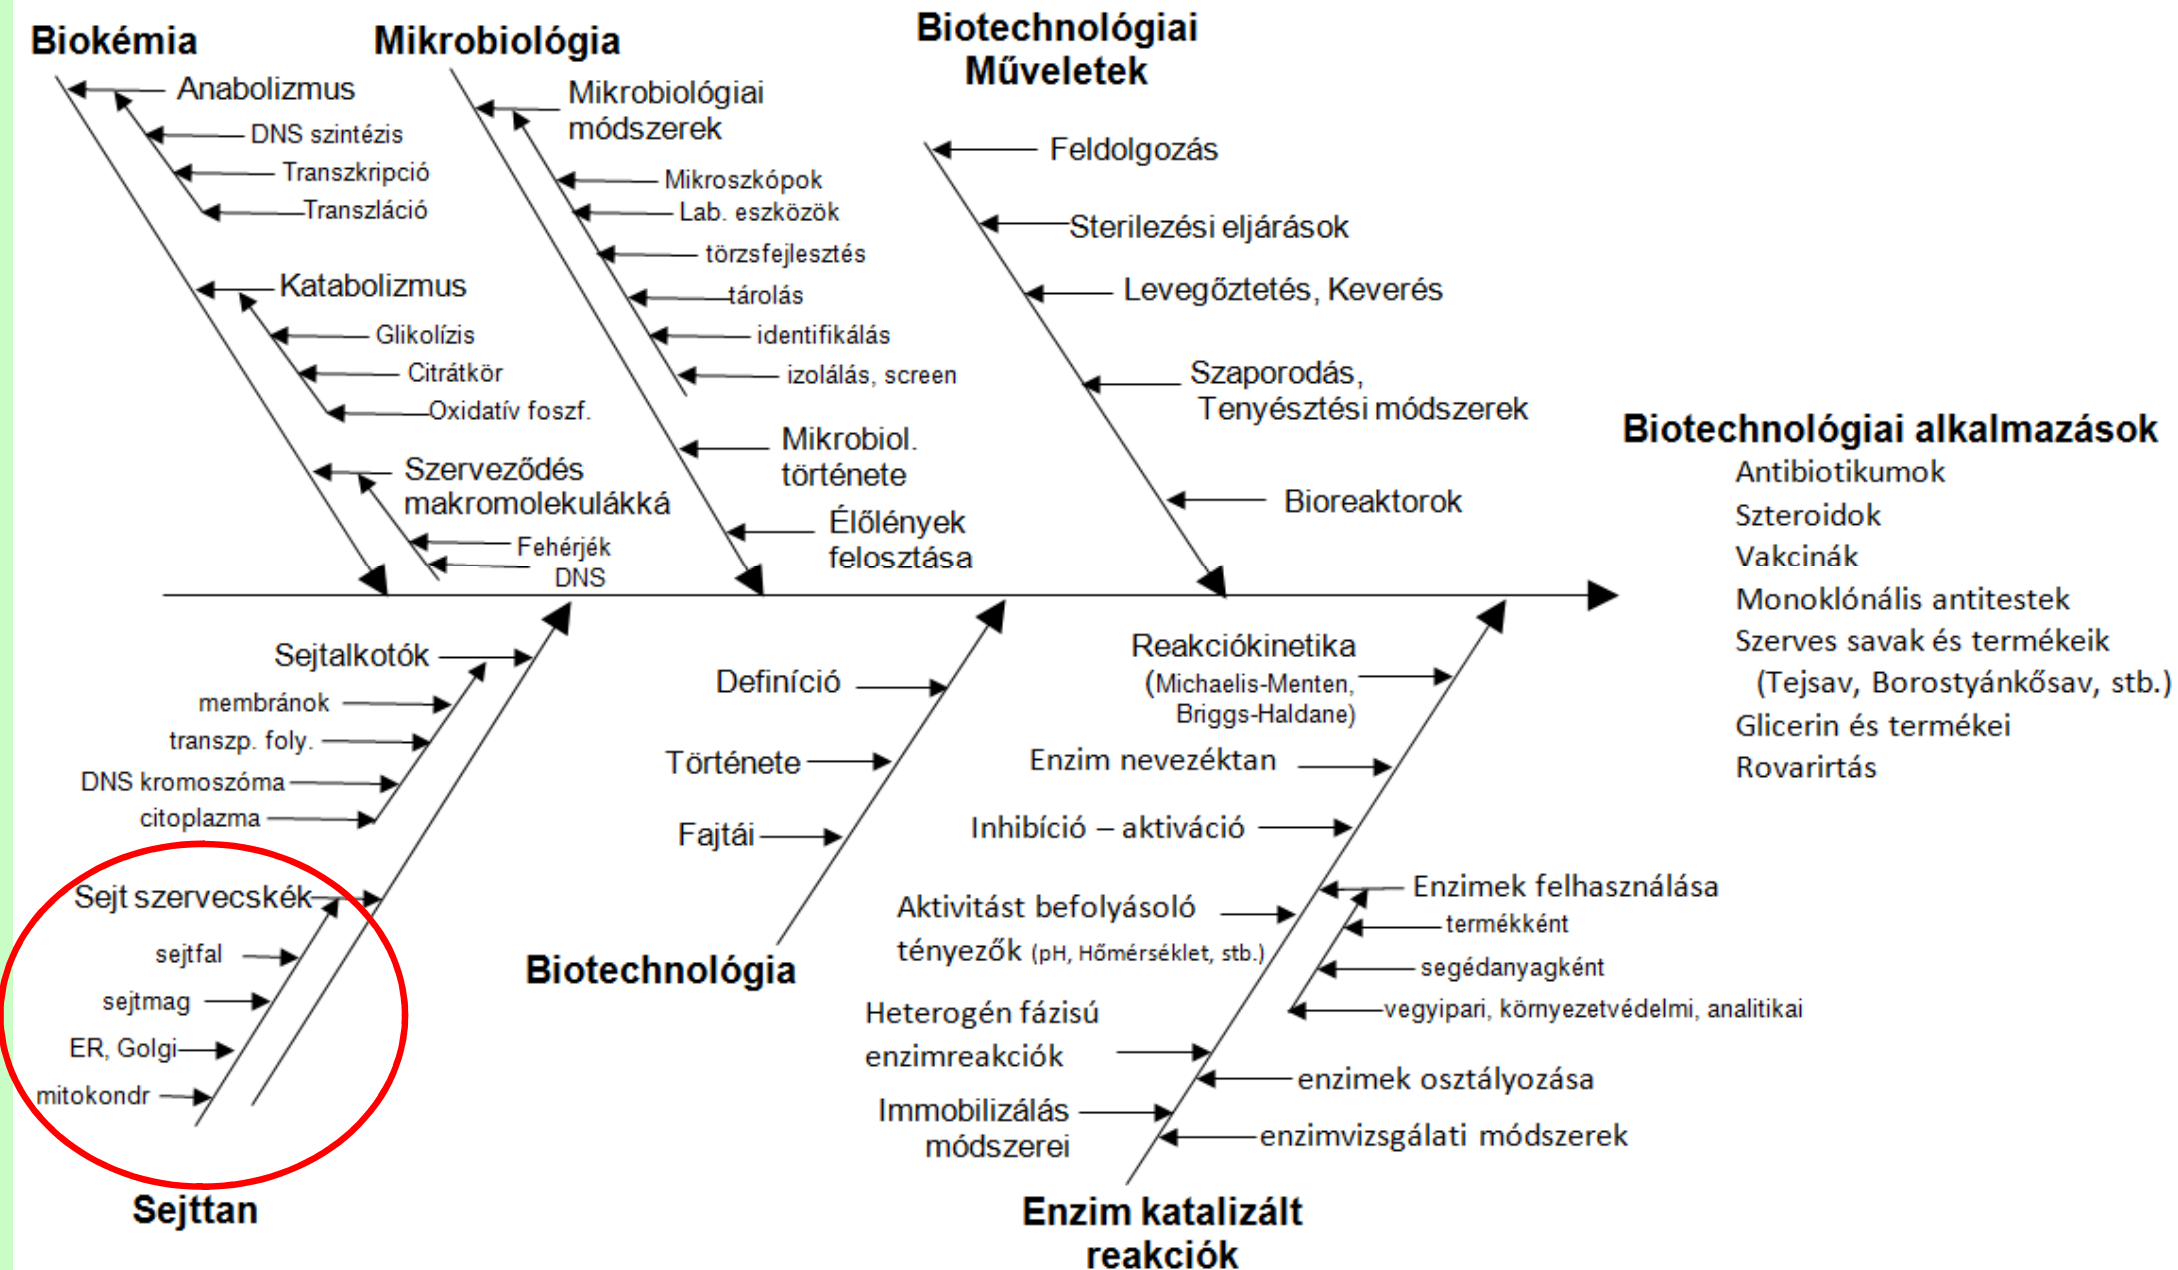 Biokémia
Anabolizmus
DNS szintézis
Transzkripció
Transzláció
Katabolizmus
Glikolízis
Citrátkör
Oxidatív foszf.
Szerveződés
makromolekulákká
Fehérjék
DNS
Mikrobiológia
Mikrobiológiai
módszerek
Mikroszkópok
Lab. eszközök
törzsfejlesztés
tárolás
identifikálás
izolálás, screen
Mikrobiol.
története
Élőlények
felosztása
Biotechnológiai
Műveletek
Feldolgozás
Sterilezési eljárások
Levegőztetés, Keverés
Szaporodás,
Tenyésztési módszerek
Bioreaktorok
Biotechnológiai alkalmazások
Antibiotikumok
Szteroidok
Vakcinák
Monoklónális antitestek
Szerves savak és termékeik
(Tejsav, Borostyánkősav, stb.)
Glicerin és termékei
Rovarirtás
Sejtalkotók
membránok
transzp. foly.
DNS kromoszóma
citoplazma
Sejt szervecskék
sejtfal
sejtmag
ER, Golgi
mitokondr
Sejttan
Definíció
Története
Fajtái
Biotechnológia
Reakciókinetika
(Michaelis-Menten,
Briggs-Haldane)
Enzim nevezéktan
Inhibíció – aktiváció
Aktivitást befolyásoló
tényezők (pH, Hőmérséklet, stb.)
Heterogén fázisú
enzimreakciók
Immobilizálás
módszerei
Enzimek felhasználása
termékként
segédanyagként
vegyipari, környezetvédelmi, analitikai
enzimek osztályozása
enzimvizsgálati módszerek
Enzim katalizált
reakciók